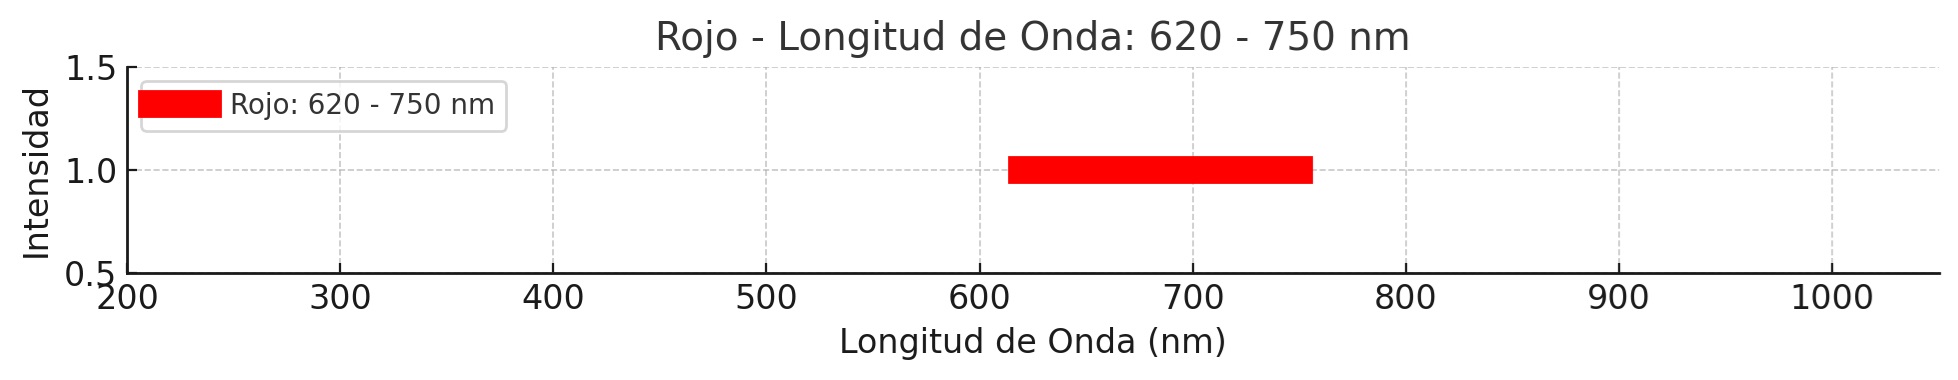 Rojo - Longitud de Onda: 620 - 750 nm
1.5
Rojo: 620 - 750 nm
Intensidad
1.0
0.5
200 300 400 500 600 700 800 900 1000
Longitud de Onda (nm)